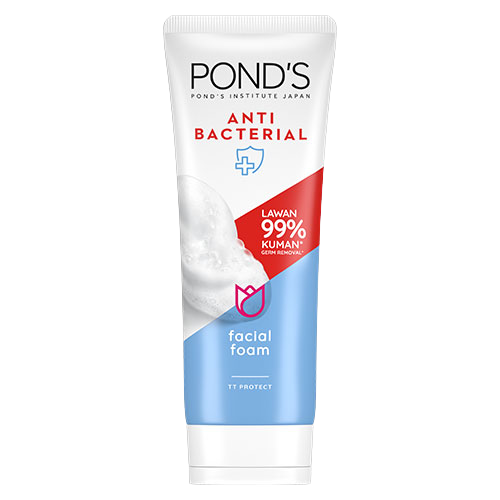 POND'S
POND'S INSTITUTE JAPAN
ANTI
BACTERIAL
LAWAN
99%
KUMAN*
GERM REMOVAL*
facial
foam
TT PROTECT